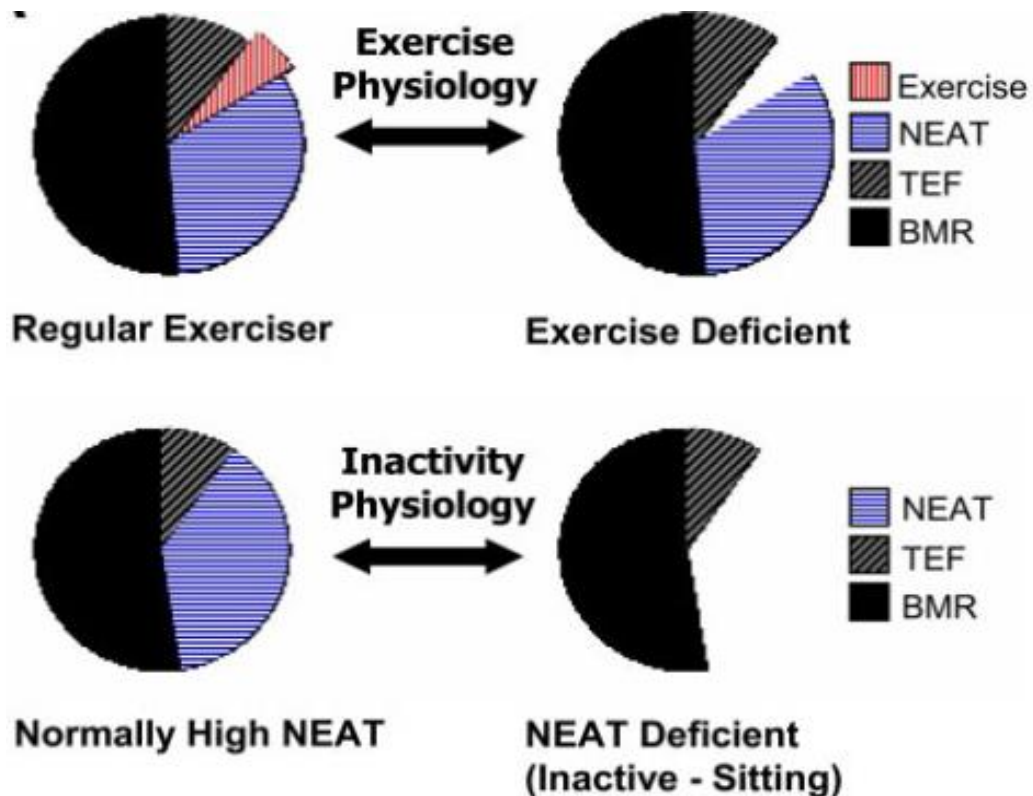 Exercise
Physiology
Exercise
NEAT
TEF
BMR
Regular Exerciser
Exercise Deficient
Inactivity
Physiology
NEAT
TEF
BMR
Normally High NEAT
NEAT Deficient
(Inactive - Sitting)